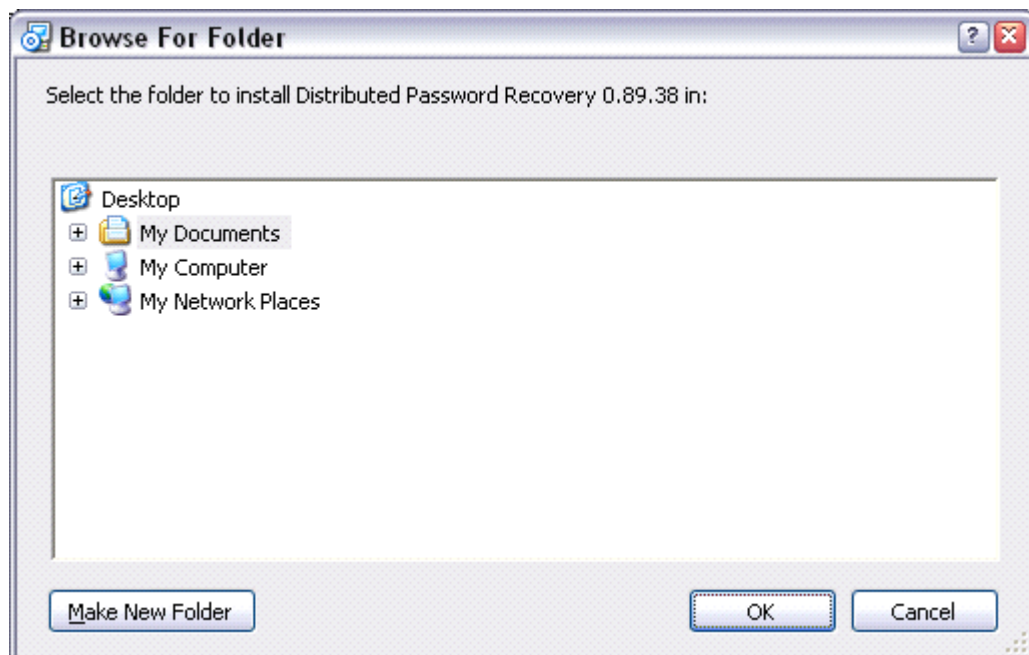 Browse For Folder
Select the folder to install Distributed Password Recovery 0.89.38 in:
Desktop
My Documents
My Computer
My Network Places
Make New Folder OK Cancel